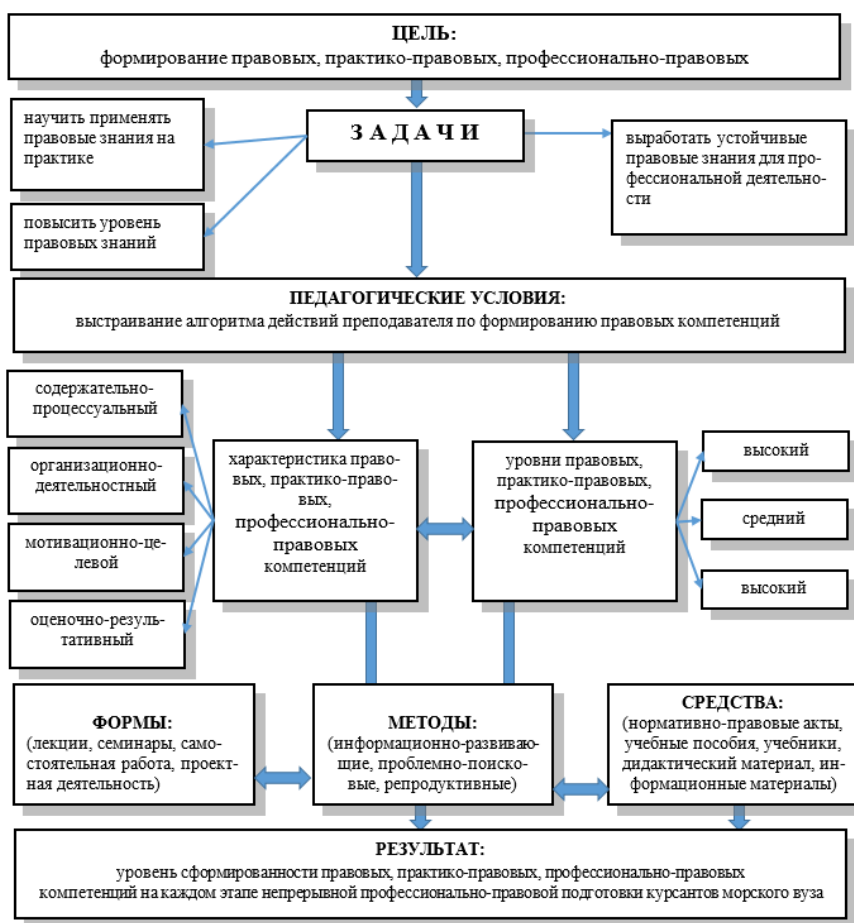 ЦЕЛЬ:
формирование правовых, практико-правовых, профессионально-правовых
научить применять
правовые знания на
практике
З А Д А Ч И
выработать устойчивые
правовые знания для про-
фессиональной деятельно-
сти
повысить уровень
правовых знаний
ПЕДАГОГИЧЕСКИЕ УСЛОВИЯ:
выстраивание алгоритма действий преподавателя по формированию правовых компетенций
содержательно-
процессуальный
организационно-
деятельностный
мотивационно-це-
левой
оценочно-резуль-
тативный
характеристика право-
вых, практико-право-
вых,
профессионально-
правовых
компетенций
уровни правовых,
практико-правовых,
профессионально-
правовых
компетенций
высокий
средний
высокий
ФОРМЫ:
(лекции, семинары, само-
стоятельная работа, проект-
ная деятельность)
МЕТОДЫ:
(информационно-развиваю-
щие, проблемно-поиско-
вые, репродуктивные)
СРЕДСТВА:
(нормативно-правовые акты,
учебные пособия, учебники,
дидактический материал, ин-
формационные материалы)
РЕЗУЛЬТАТ:
уровень сформированности правовых, практико-правовых, профессионально-правовых
компетенций на каждом этапе непрерывной профессионально-правовой подготовки курсантов морского вуза